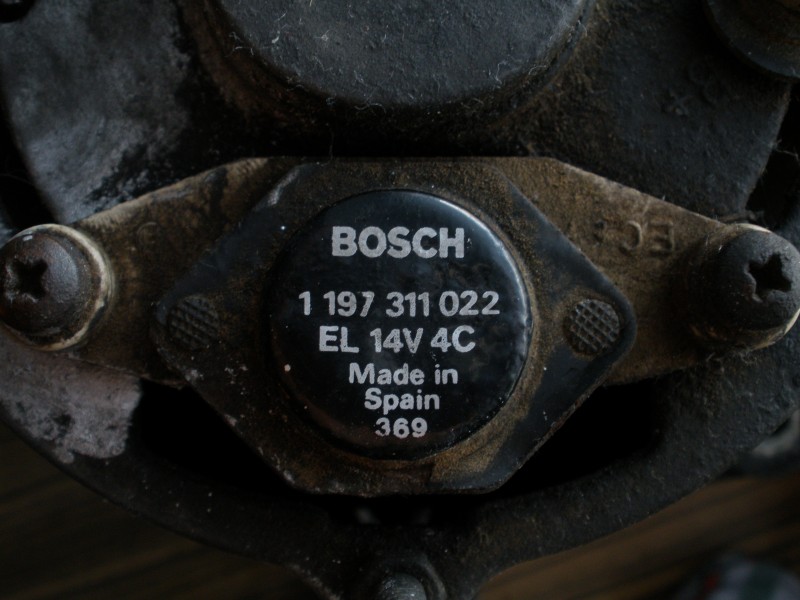 BOSCH
1 197 311 022
EL 14V 4C
Made in
Spain
369